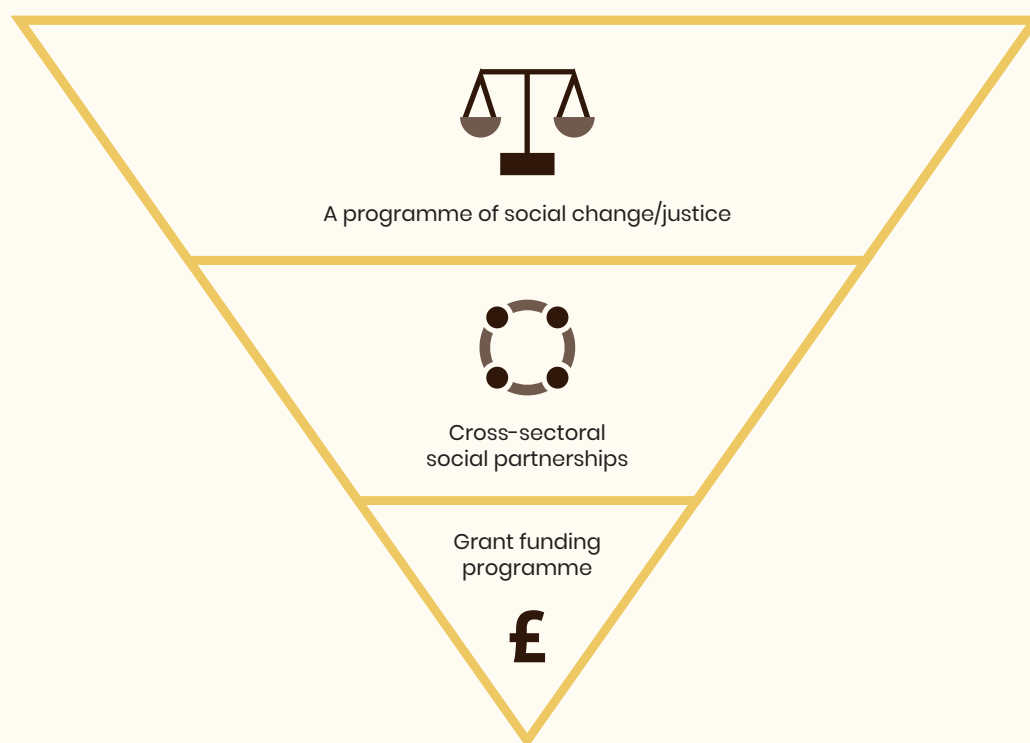 A programme of social change/justice
Cross-sectoral
social partnerships
Grant funding
programme
£